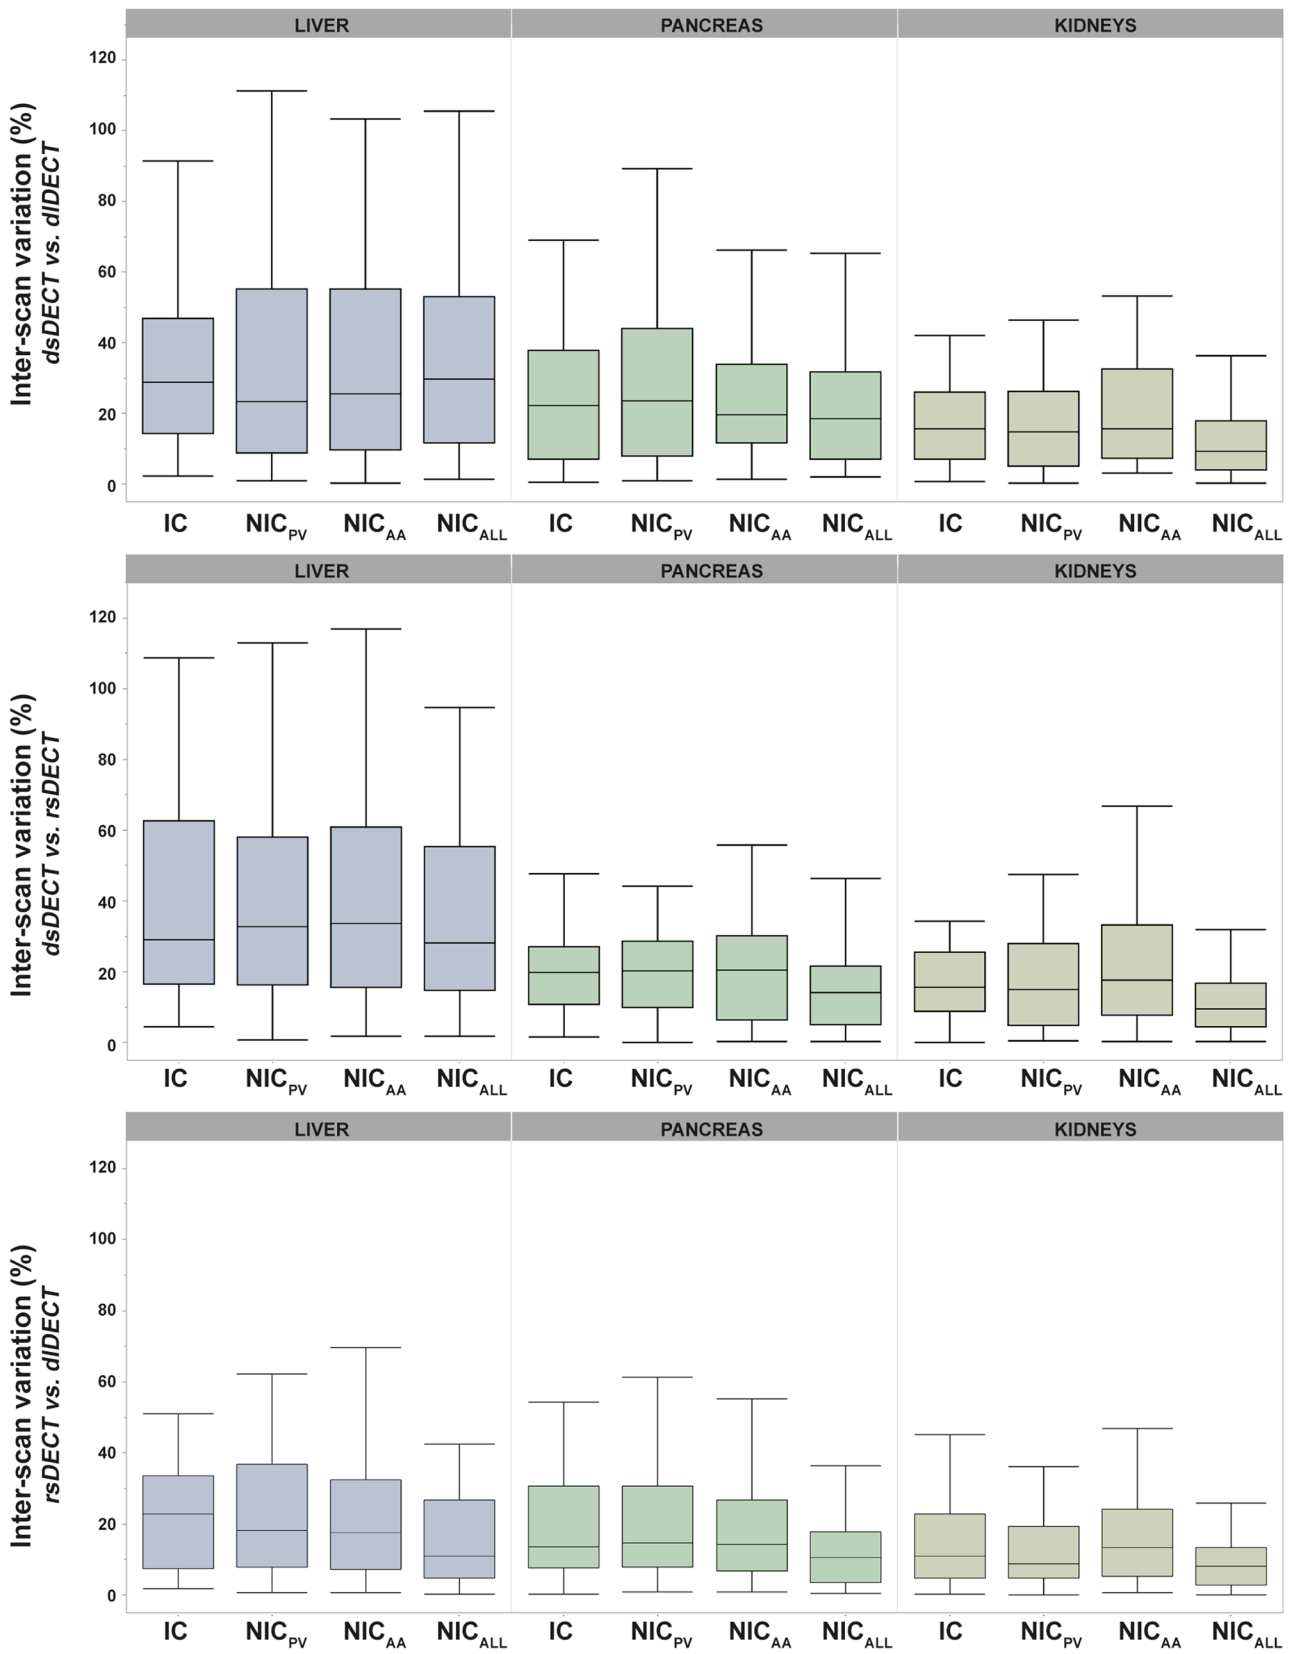 LIVER PANCREAS KIDNEYS
Inter-scan variation (%)
dsDECT vs. dlDECT
120
100
80
60
40
20
0
IC NICPV NICAA NICALL IC NICPV NICAA NICALL IC NICPV NICAA NICALL
LIVER PANCREAS KIDNEYS
Inter-scan variation (%)
dsDECT vs. rsDECT
120
100
80
60
40
20
0
IC NICPV NICAA NICALL IC NICPV NICAA NICALL IC NICPV NICAA NICALL
LIVER PANCREAS KIDNEYS
Inter-scan variation (%)
rsDECT vs. dlDECT
120
100
80
60
40
20
0
IC NICPV NICAA NICALL IC NICPV NICAA NICALL IC NICPV NICAA NICALL